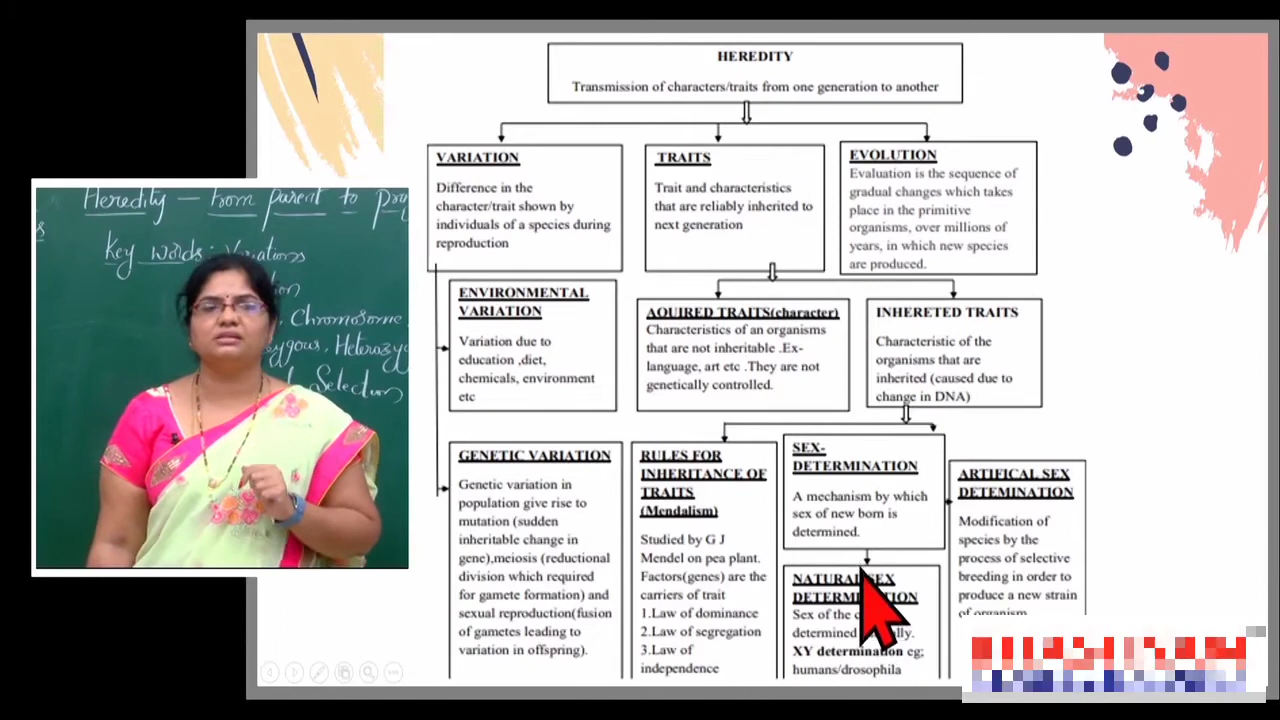 HEREDITY
Transmission of characters/traits from one generation to another
VARIATION
Difference in the
character/trait shown by
individuals of a species during
reproduction
TRAITS
Trait and characteristics
that are reliably inherited to
next generation
EVOLUTION
Evaluation is the sequence of
gradual changes which takes
place in the primitive
organisms, over millions of
years, in which new species
are produced.
Heredity – From parent to
Key words: Variations
Chromosome
Selection
ENVIRONMENTAL
VARIATION
Variation due to
education ,diet,
chemicals, environment
etc
AQUIRED TRAITS(character)
Characteristics of an organisms
that are not inheritable .Ex-
language, art etc .They are not
genetically controlled.
INHERETED TRAITS
Characteristic of the
organisms that are
inherited (caused due to
change in DNA)
GENETIC VARIATION
Genetic variation in
population give rise to
mutation (sudden
inheritable change in
gene),meiosis (reductional
division which required
for gamete formation) and
sexual reproduction(fusion
of gametes leading to
variation in offspring).
RULES FOR
INHERITANCE OF
TRAITS
(Mendalism)
Studied by G J
Mendel on pea plant.
Factors(genes) are the
carriers of trait
1.Law of dominance
2.Law of segregation
3.Law of
independence
SEX-
DETERMINATION
A mechanism by which
sex of new born is
determined.
NATURAL SEX
Sex of the
determined
XY determination eg;
humans/drosophila
ARTIFICAL SEX
DETEMINATION
Modification of
species by the
process of selective
breeding in order to
produce a new strain
of organism